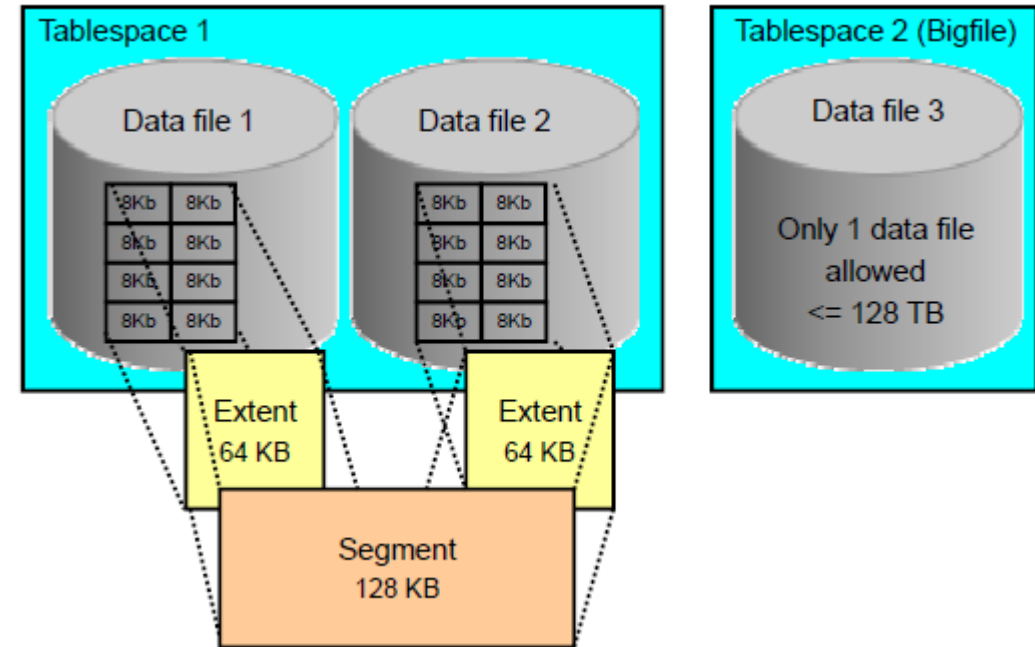 Tablespace 1
Tablespace 2 (Bigfile)
Data file 1
Data file 2
Data file 3
8Kb 8Kb
8Kb 8Kb
8Kb 8Kb
8Kb 8Kb
8Kb 8Kb
8Kb 8Kb
8Kb 8Kb
8Kb 8Kb
Only 1 data file
allowed
<= 128 TB
Extent
64 KB
Extent
64 KB
Segment
128 KB